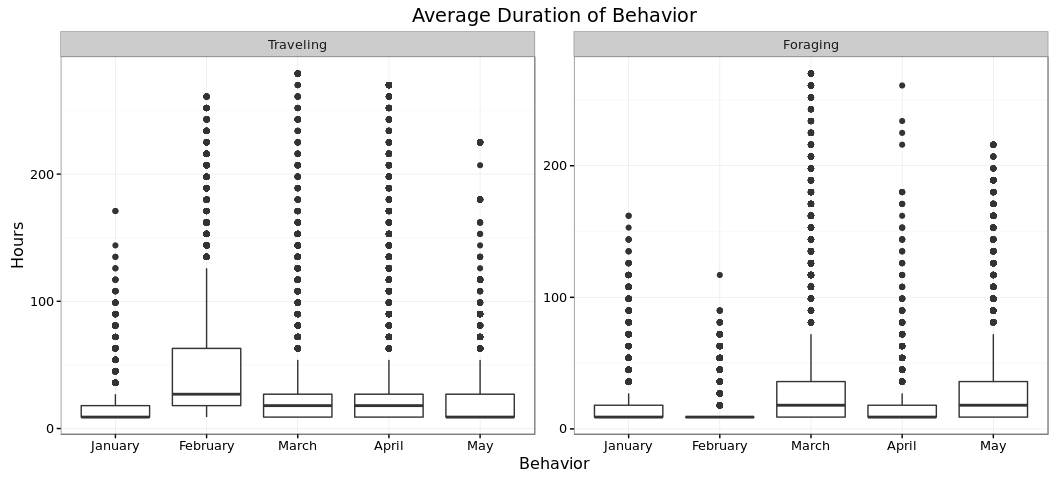 Average Duration of Behavior
Traveling
Foraging
Hours
200
100
0
200
100
0
January February March April May
January February March April May
Behavior